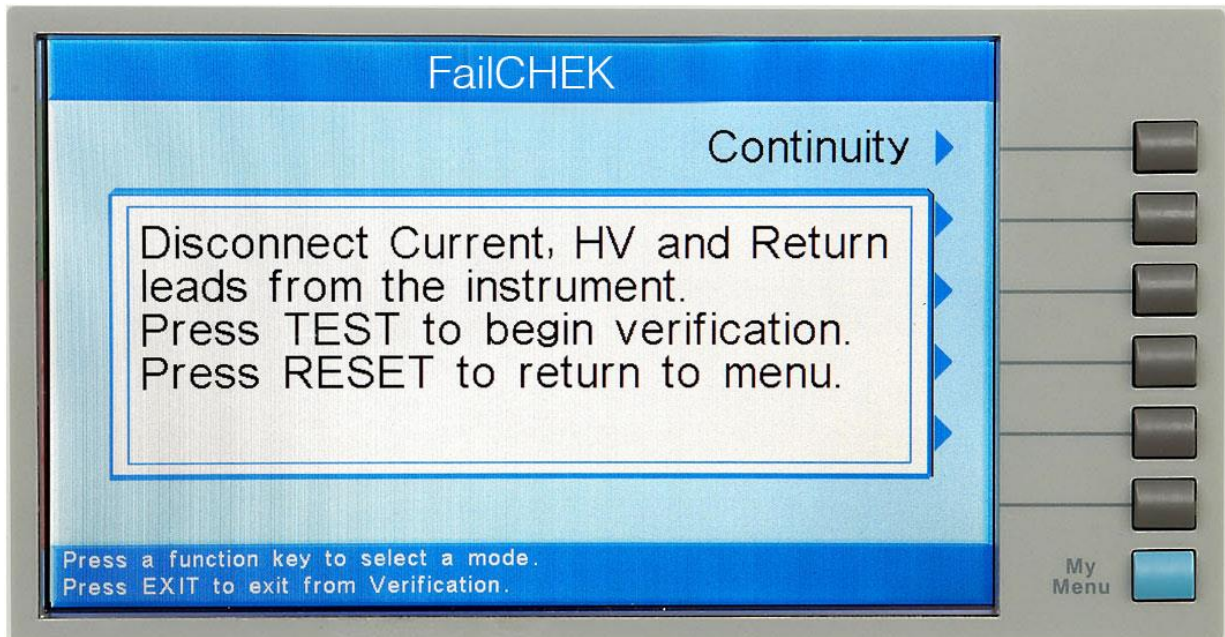 FailCHEK
Continuity
Disconnect Current, HV and Return
leads from the instrument.
Press TEST to begin verification.
Press RESET to return to menu.
Press a function key to select a mode.
Press EXIT to exit from Verification.
My
Menu